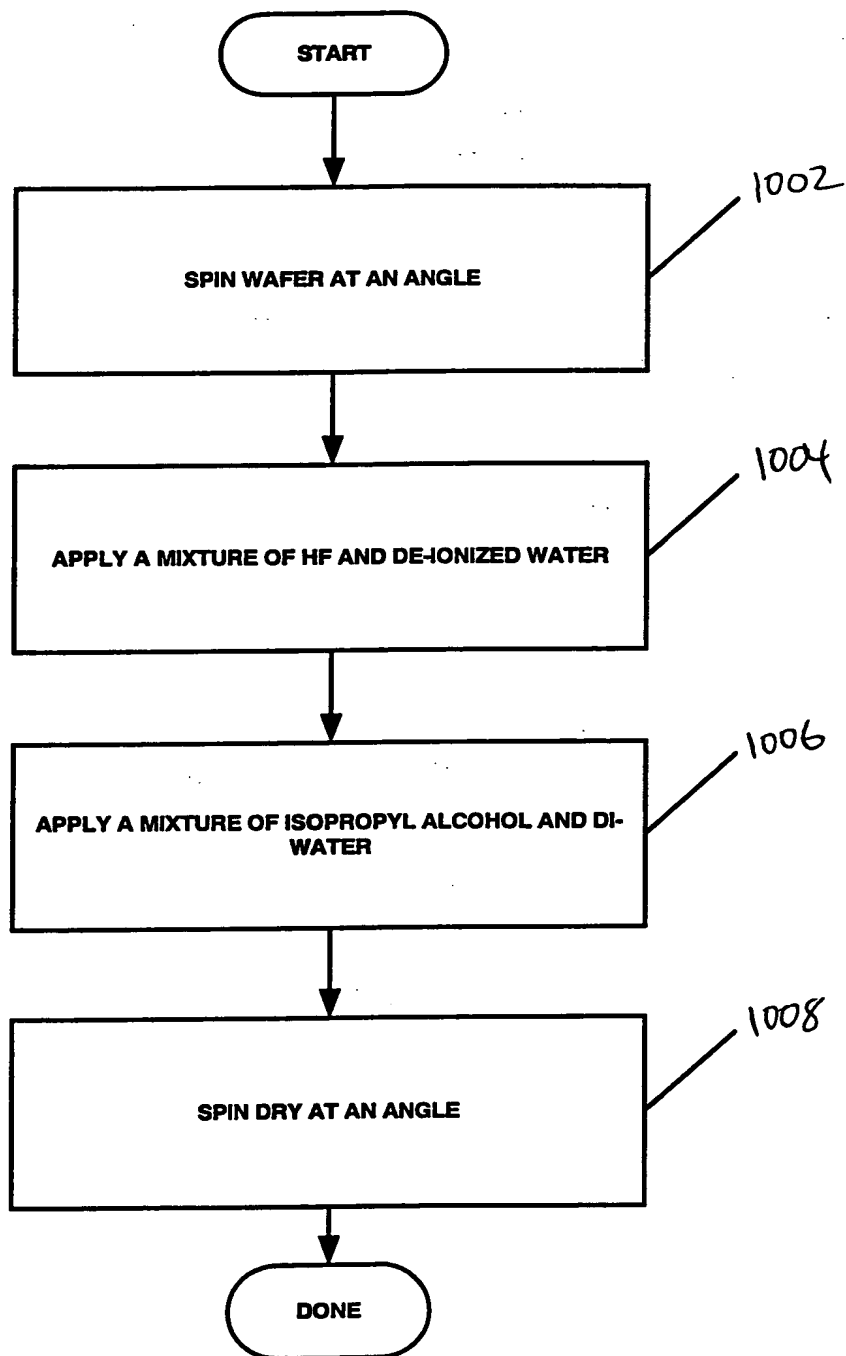 START
1002
SPIN WAFER AT AN ANGLE
1004
APPLY A MIXTURE OF HF AND DE-IONIZED WATER
1006
APPLY A MIXTURE OF ISOPROPYL ALCOHOL AND DI-
WATER
1008
SPIN DRY AT AN ANGLE
DONE